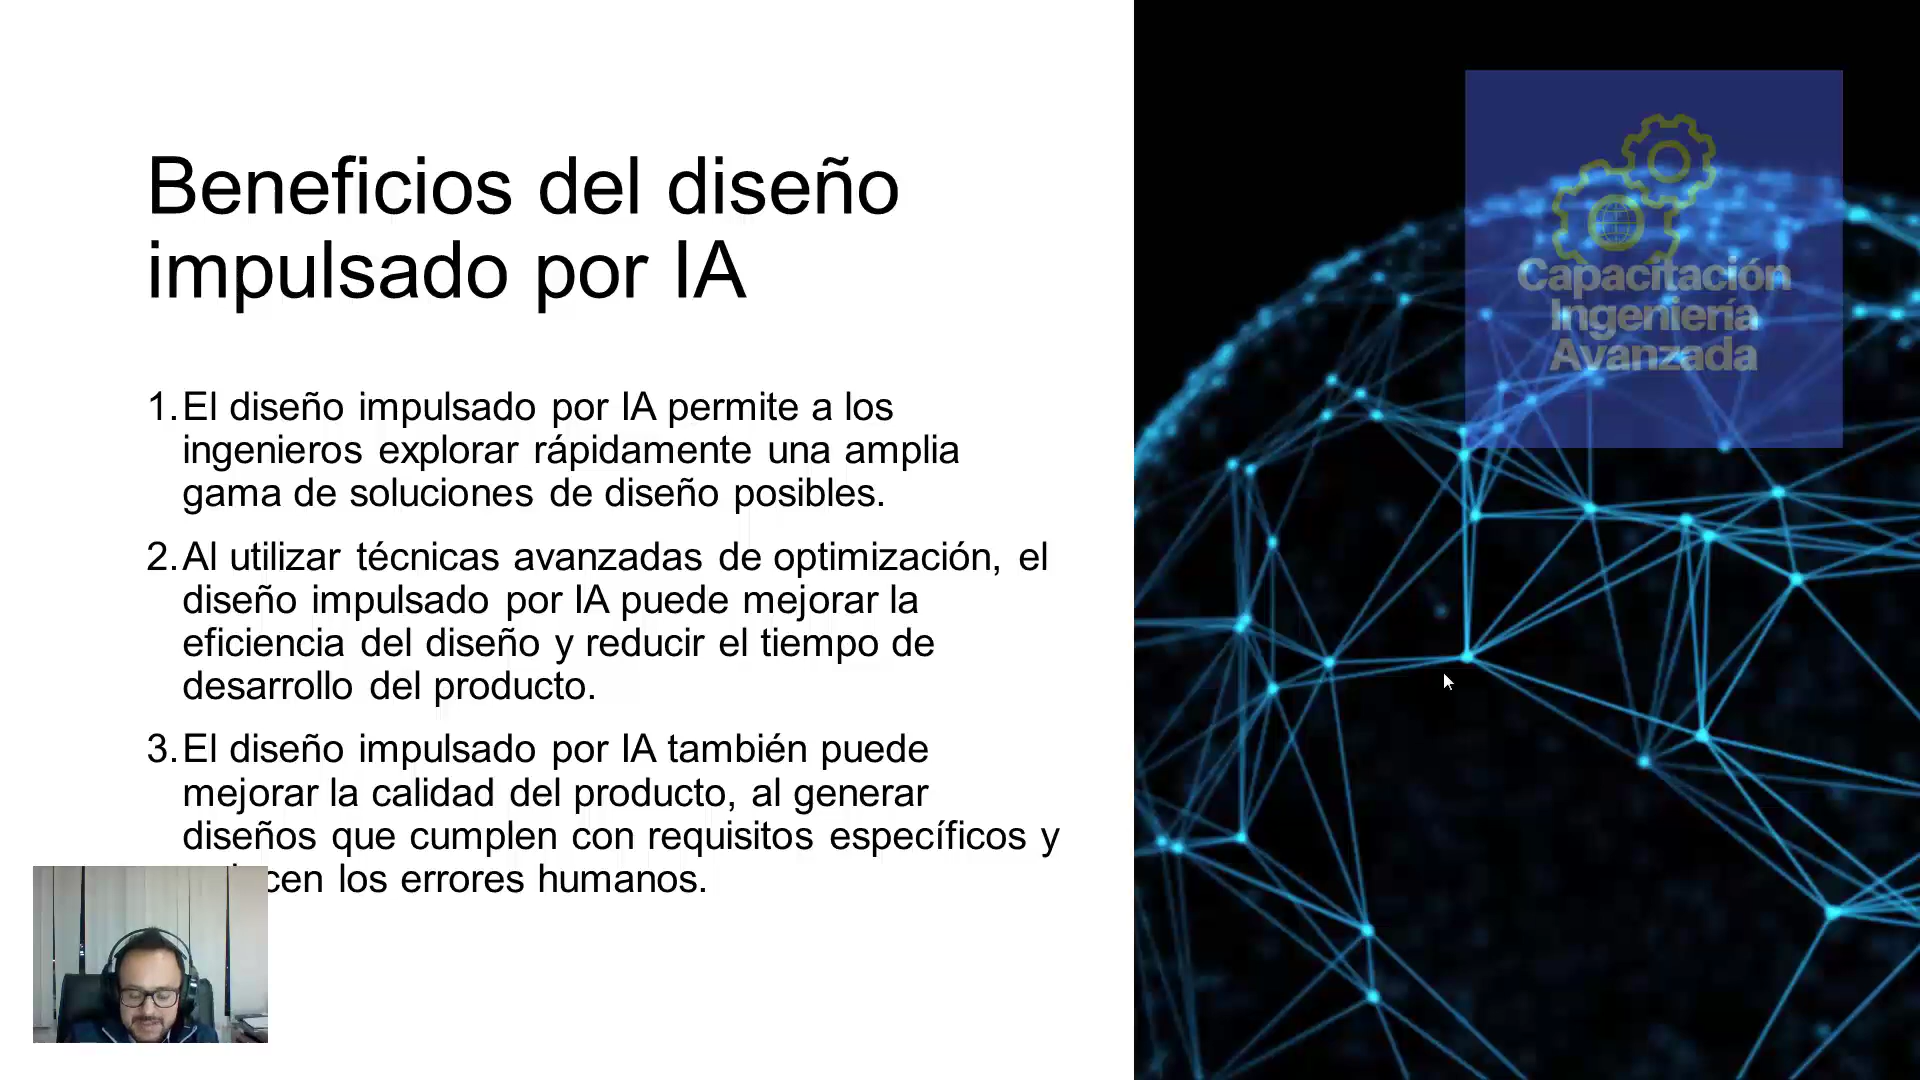 Beneficios del diseño
impulsado por IA
1. El diseño impulsado por IA permite a los
ingenieros explorar rápidamente una amplia
gama de soluciones de diseño posibles.
2. Al utilizar técnicas avanzadas de optimización, el
diseño impulsado por IA puede mejorar la
eficiencia del diseño y reducir el tiempo de
desarrollo del producto.
3. El diseño impulsado por IA también puede
mejorar la calidad del producto, al generar
diseños que cumplen con requisitos específicos y
los errores humanos.
Capacitación
Ingeniería
Avanzada